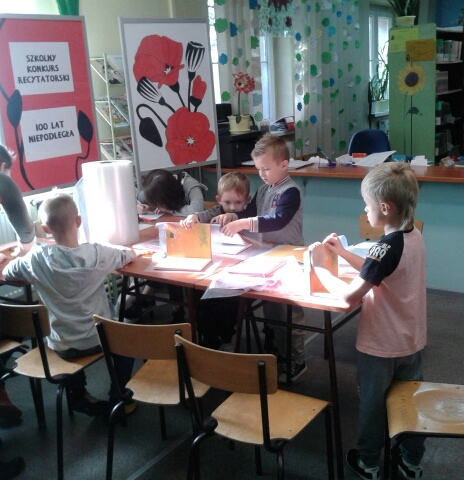 SZKOLNY
KONKURS
RECYTATORSKI
100 LAT
NIEPODLEGŁA